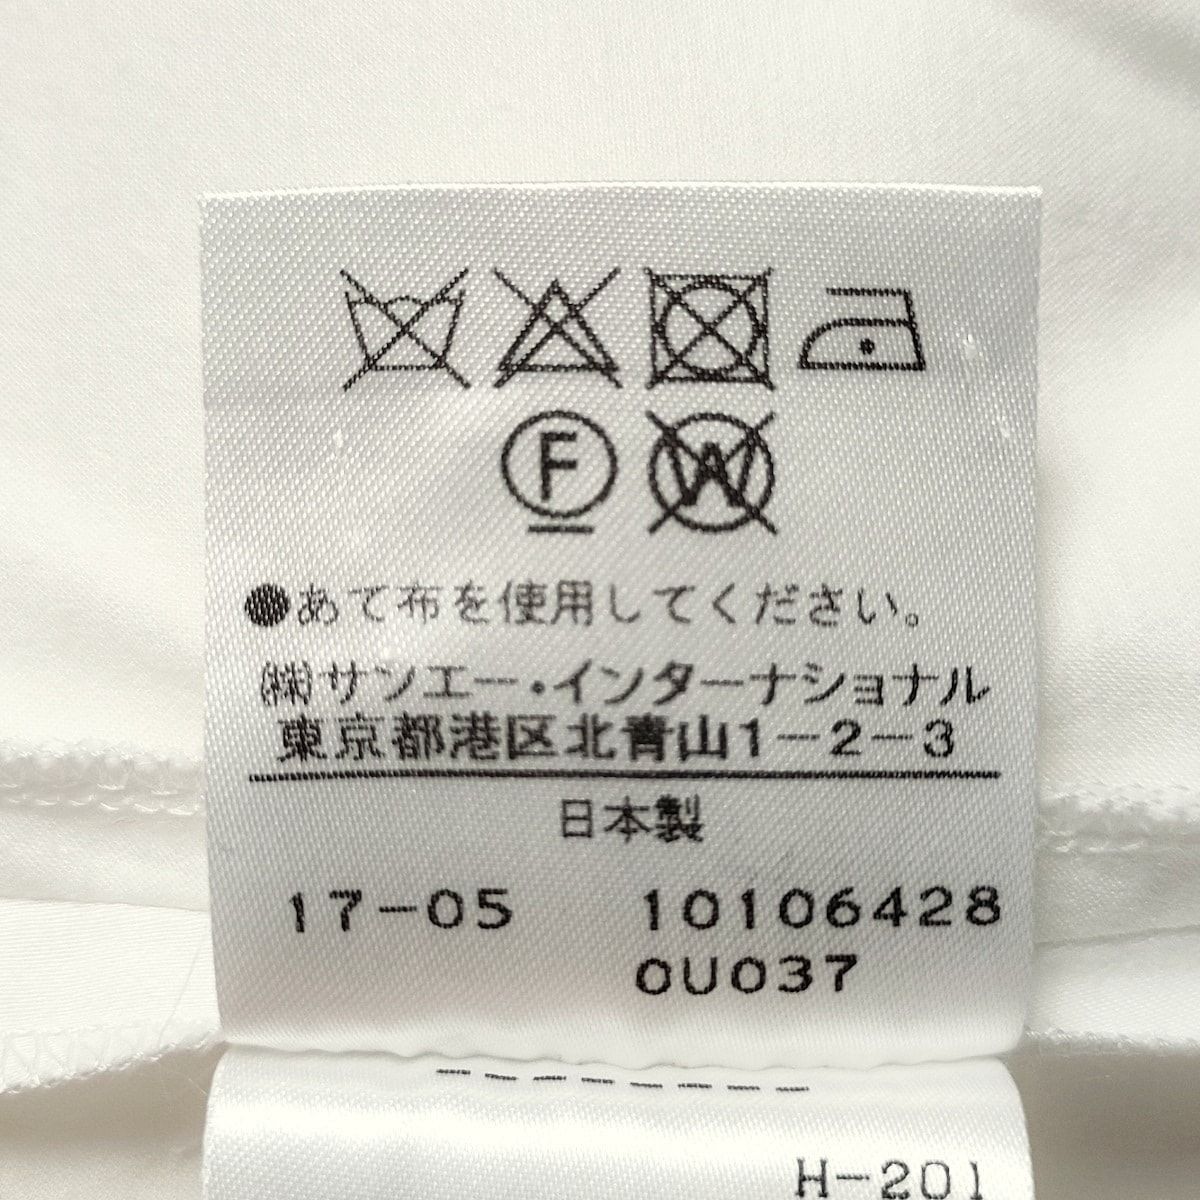 F W
●あて布を使用してください。
㈱サンエー・インターナショナル
東京都港区北青山1-2-3
日本製
17-05 10106428
0U037
H-201